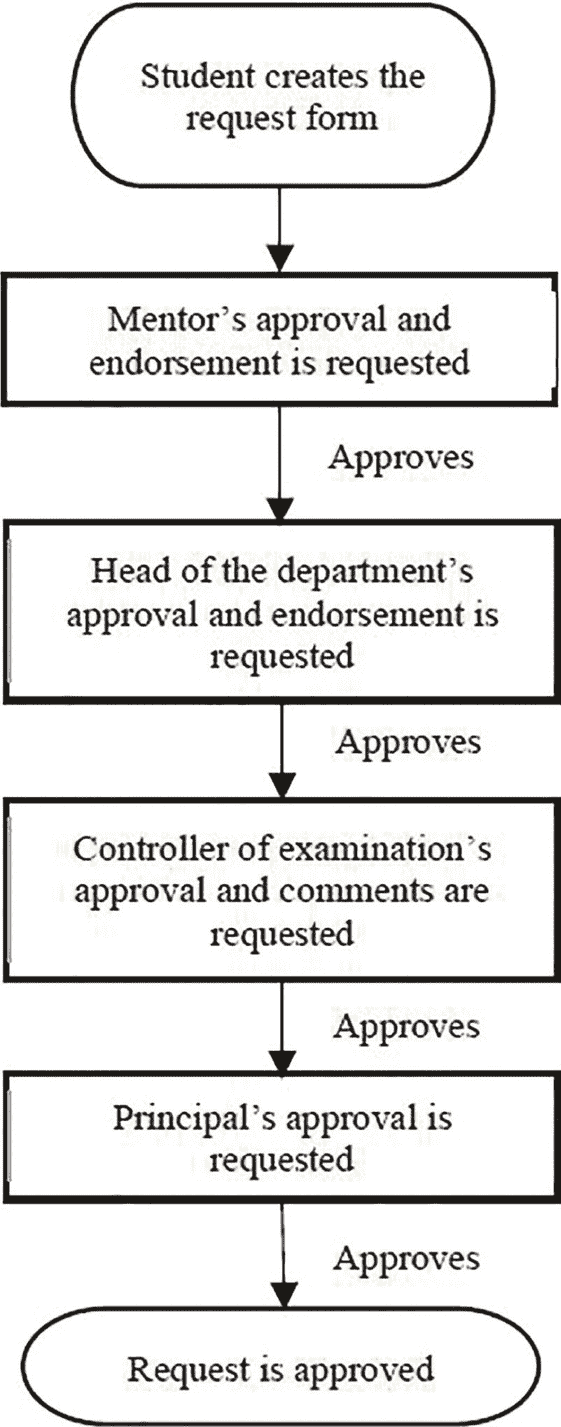 Student creates the
request form
Mentor’s approval and
endorsement is requested
Approves
Head of the department’s
approval and endorsement is
requested
Approves
Controller of examination’s
approval and comments are
requested
Approves
Principal’s approval is
requested
Approves
Request is approved